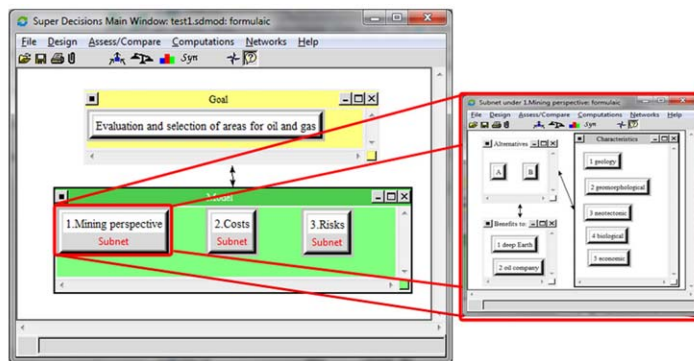 Super Decisions Main Window: test1.sdmod: formulaic
File Design Assess/Compare Computations Networks Help
Syn
Goal
Evaluation and selection of areas for oil and gas
Model
1.Mining perspective
Subnet
2.Costs
Subnet
3.Risks
Subnet
Subnet under 1.Mining perspective: formulaic
File Design Assess/Compare Computations Networks Help
Syn
Alternatives
A
B
Benefits to:
1 deep Earth
2 oil company
Characteristics
1 geology
2 geomorphological
3 neotectonic
4 biological
5 economic